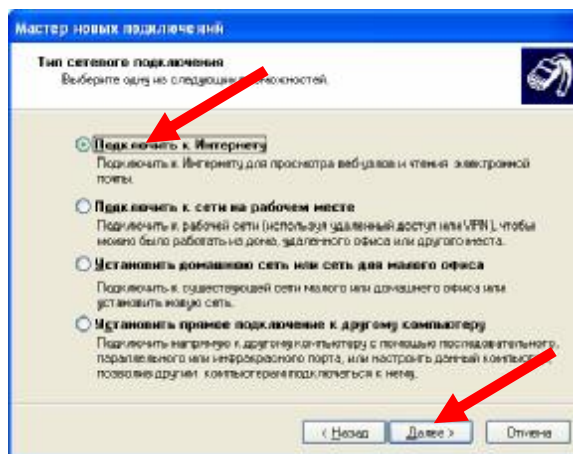 Мастер новых подключений
Тип сетевого подключения
Выберите одну из следующих возможностей.
Подключить к Интернету
Подключить к Интернету для просмотра веб-узлов и чтения электронной
почты.
Подключить к сети на рабочем месте
Подключить к рабочей сети (используя удаленный доступ или VPN), чтобы
можно было работать из дома, удаленного офиса или другого места.
Установить домашнюю сеть или сеть для малого офиса
Подключить к существующей сети малого или домашнего офиса или
установить новую сеть.
Установить прямое подключение к другому компьютеру
Подключить напрямую к другому компьютеру с помощью последовательного,
параллельного или инфракрасного порта, или настроить данный компьютер,
позволив другим компьютерам подключаться к нему.
< Назад Далее > Отмена